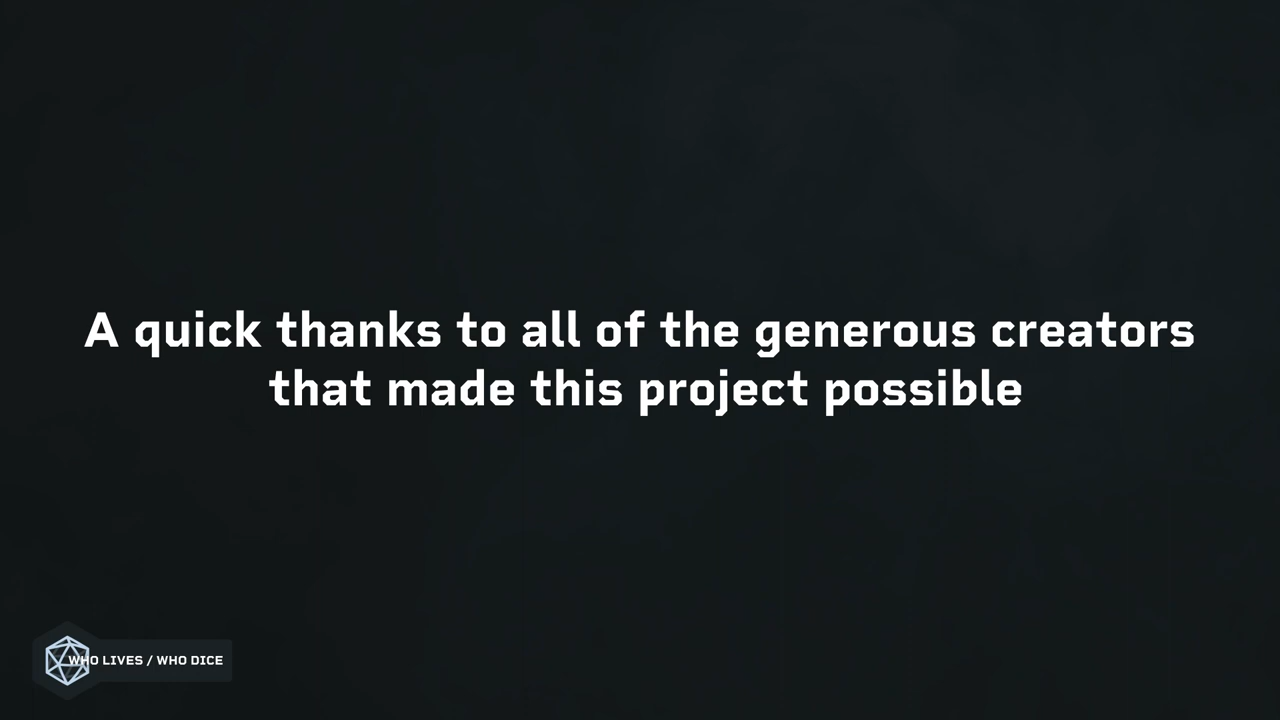 A quick thanks to all of the generous creators
that made this project possible
WHO LIVES / WHO DICE